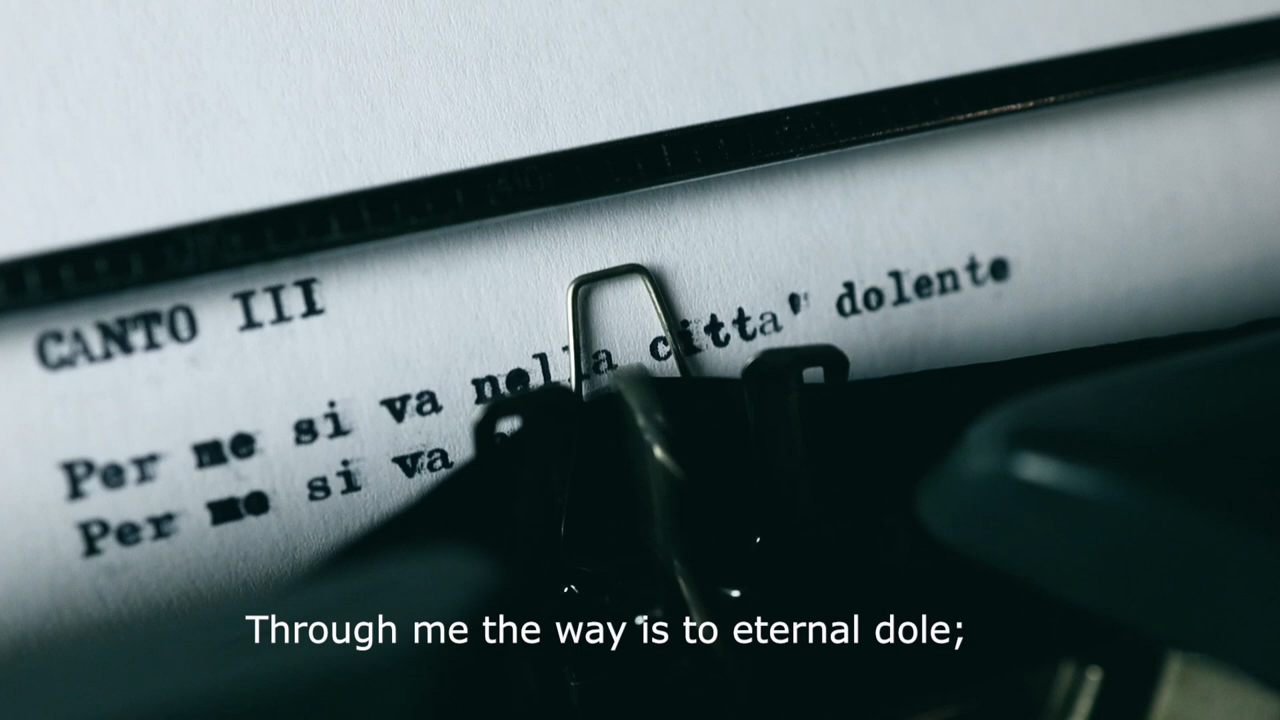 CANTO III
Per me si va nella citta' dolente
Per me si va
Through me the way is to eternal dole;